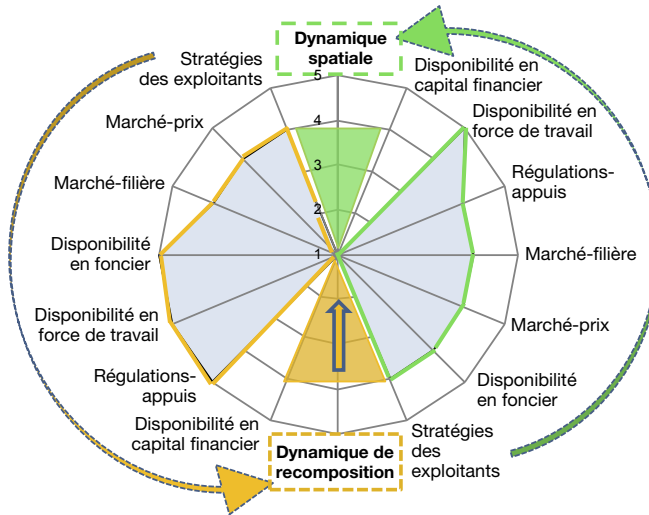 Dynamique
spatiale
Stratégies
des exploitants
Marché-prix
Marché-filière
Disponibilité
en foncier
Disponibilité en
force de travail
Régulations-
appuis
Disponibilité en
capital financier
Dynamique de
recomposition
Disponibilité en
capital financier
Disponibilité en
force de travail
Régulations-
appuis
Marché-filière
Marché-prix
Disponibilité
en foncier
Stratégies
des
exploitants
5
4
3
2
1